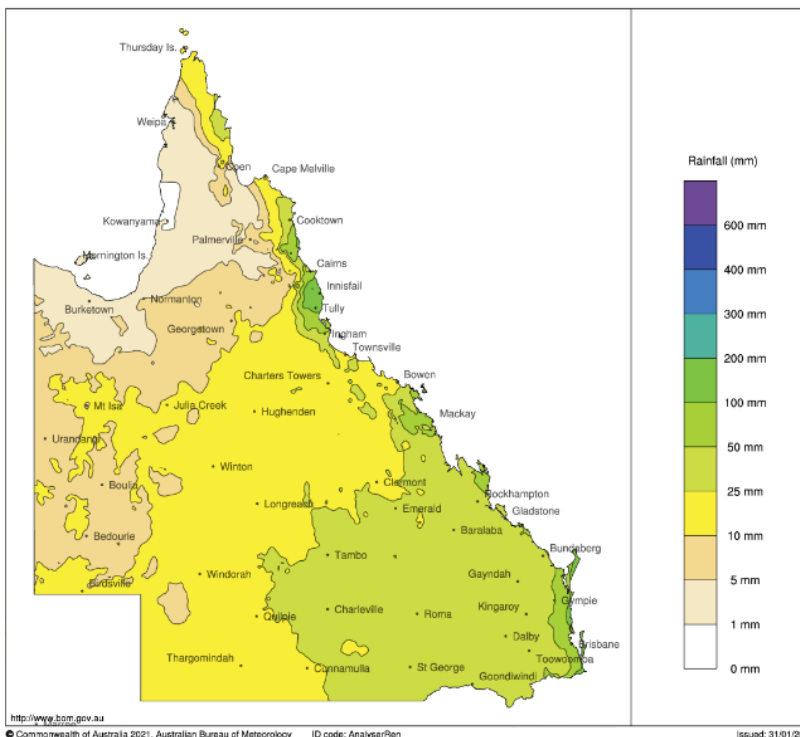 Thursday Is.
Weipa
Coen
Cape Melville
Kowanyama
Cooktown
Palmerville
Mornington Is.
Cairns
Innisfail
Burketown
Normanton
Tully
Georgetown
Ingham
Townsville
Charters Towers
Bowen
Mt Isa
Julia Creek
Hughenden
Mackay
Urandangi
Winton
Boulia
Longreach
Clermont
Rockhampton
Emerald
Gladstone
Bedourie
Baralaba
Tambo
Bundaberg
Birdsville
Windorah
Gayndah
Quilpie
Charleville
Roma
Kingaroy
Gympie
Dalby
Brisbane
Thargomindah
Cunnamulla
St George
Toowoomba
Goondiwindi
Rainfall (mm)
600 mm
400 mm
300 mm
200 mm
100 mm
50 mm
25 mm
10 mm
5 mm
1 mm
0 mm
http://www.bom.gov.au
© Commonwealth of Australia 2021, Australian Bureau of Meteorology ID code: AnalyserRen Issued: 31/01/2